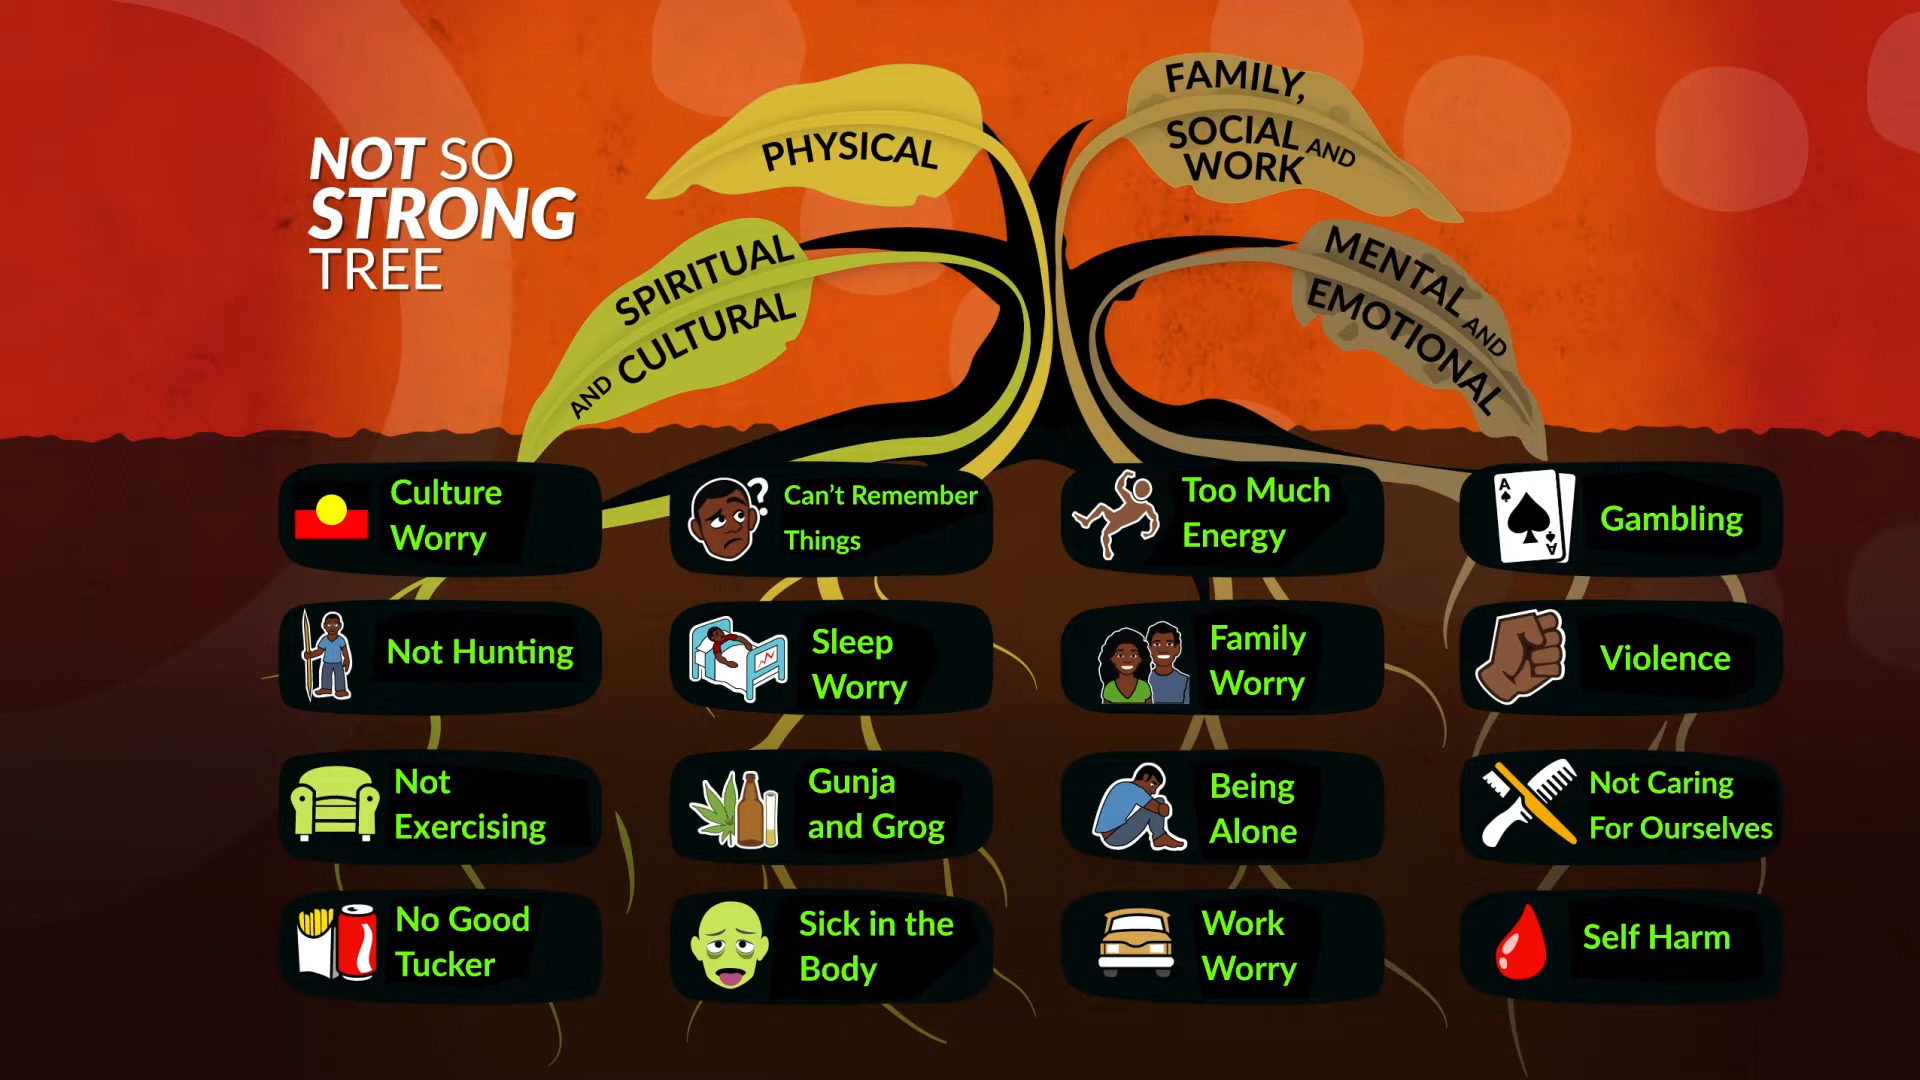 NOT SO
STRONG
TREE
PHYSICAL
FAMILY,
SOCIAL AND
WORK
SPIRITUAL
AND CULTURAL
MENTAL AND
EMOTIONAL
Culture
Worry
Can't Remember
Things
Too Much
Energy
A
A
Gambling
Not Hunting
Sleep
Worry
Family
Worry
Violence
Not
Exercising
Gunja
and Grog
Being
Alone
Not Caring
For Ourselves
No Good
Tucker
Sick in the
Body
Work
Worry
Self Harm